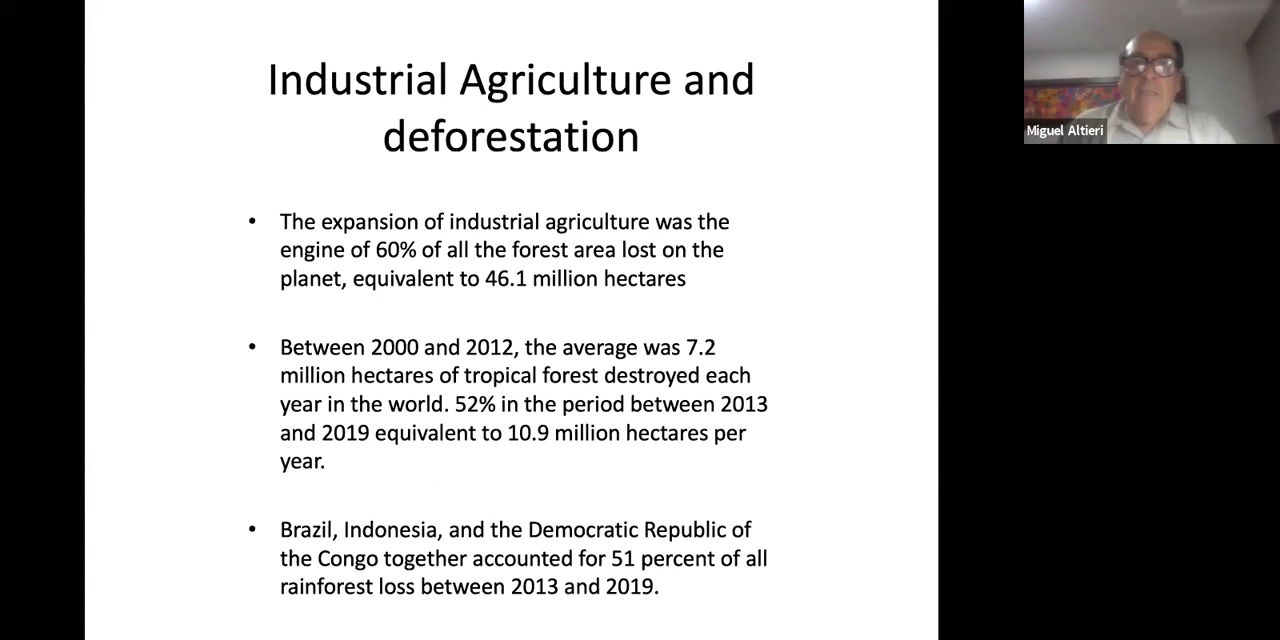 Industrial Agriculture and
deforestation
• The expansion of industrial agriculture was the
engine of 60% of all the forest area lost on the
planet, equivalent to 46.1 million hectares
• Between 2000 and 2012, the average was 7.2
million hectares of tropical forest destroyed each
year in the world. 52% in the period between 2013
and 2019 equivalent to 10.9 million hectares per
year.
• Brazil, Indonesia, and the Democratic Republic of
the Congo together accounted for 51 percent of all
rainforest loss between 2013 and 2019.
Miguel Altieri